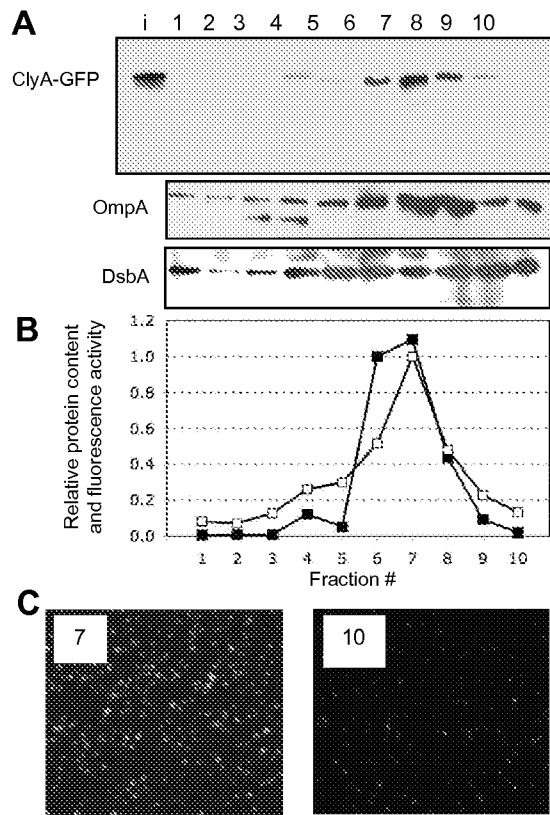 A
i 1 2 3 4 5 6 7 8 9 10
ClyA-GFP
OmpA
DsbA
B
Relative protein content
and fluorescence activity
1.2
1.0
0.8
0.6
0.4
0.2
0.0
1 2 3 4 5 6 7 8 9 10
Fraction #
C
7
10